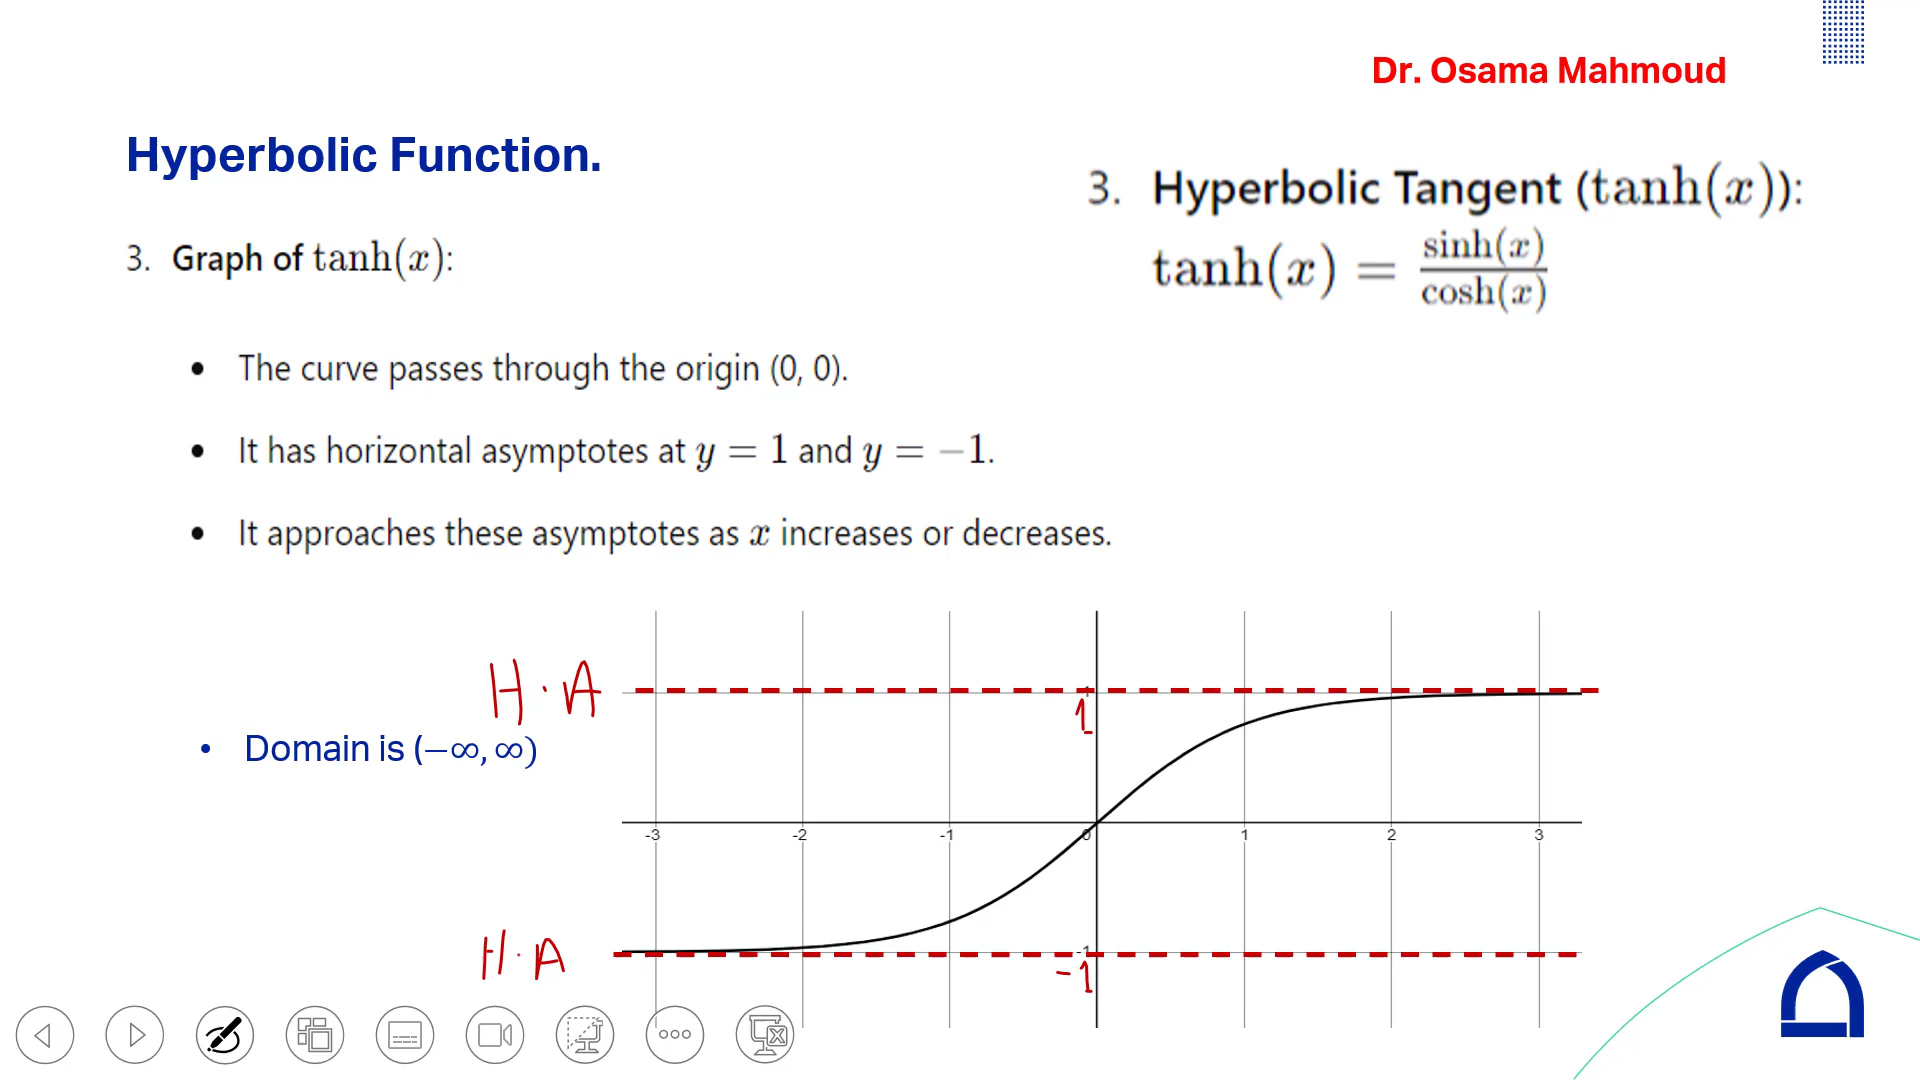 Dr. Osama Mahmoud
Hyperbolic Function.
3. Hyperbolic Tangent (tanh(x)):
tanh(x) = sinh(x)/cosh(x)
3. Graph of tanh(x):
• The curve passes through the origin (0, 0).
• It has horizontal asymptotes at y = 1 and y = −1.
• It approaches these asymptotes as x increases or decreases.
H.A
1
• Domain is (−∞, ∞)
-3 -2 -1 0 1 2 3
-1
H.A
-1